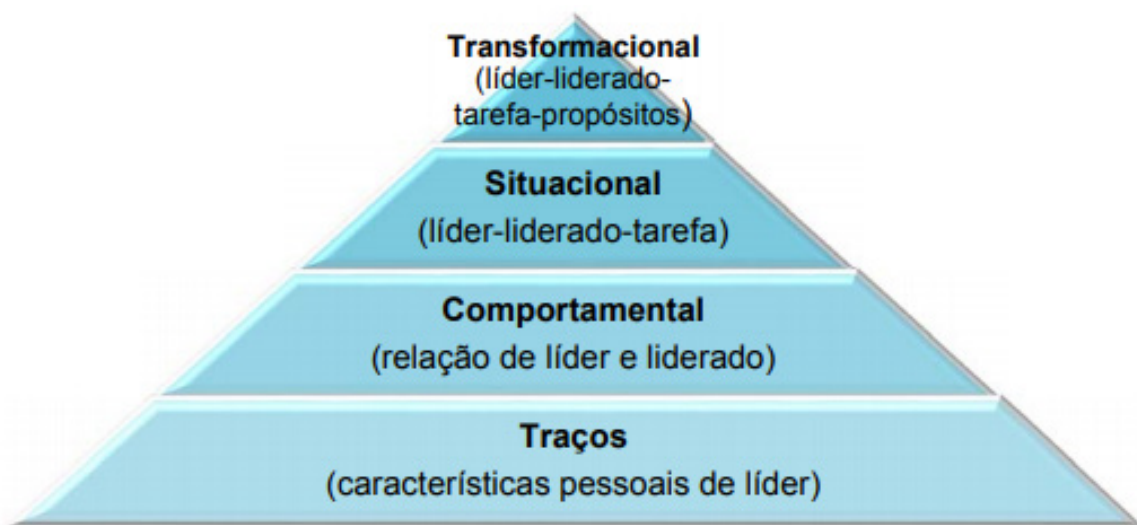 Transformacional
(líder-liderado-
tarefa-propósitos)
Situacional
(líder-liderado-tarefa)
Comportamental
(relação de líder e liderado)
Traços
(características pessoais de líder)